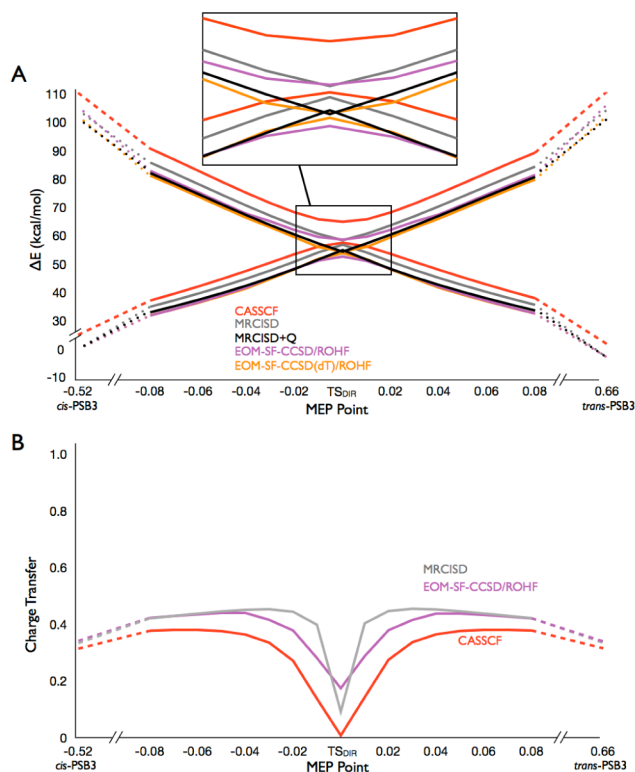 A
110
100
90
80
70
60
50
40
30
0
-10
ΔE (kcal/mol)
CASSCF
MRCISD
MRCISD+Q
EOM-SF-CCSD/ROHF
EOM-SF-CCSD(dT)/ROHF
-0.52 -0.08 -0.06 -0.04 -0.02 TSDIR 0.02 0.04 0.06 0.08 0.66
cis-PSB3 MEP Point trans-PSB3
B
1.0
0.8
0.6
0.4
0.2
0
Charge Transfer
MRCISD
EOM-SF-CCSD/ROHF
CASSCF
-0.52 -0.08 -0.06 -0.04 -0.02 TSDIR 0.02 0.04 0.06 0.08 0.66
cis-PSB3 MEP Point trans-PSB3